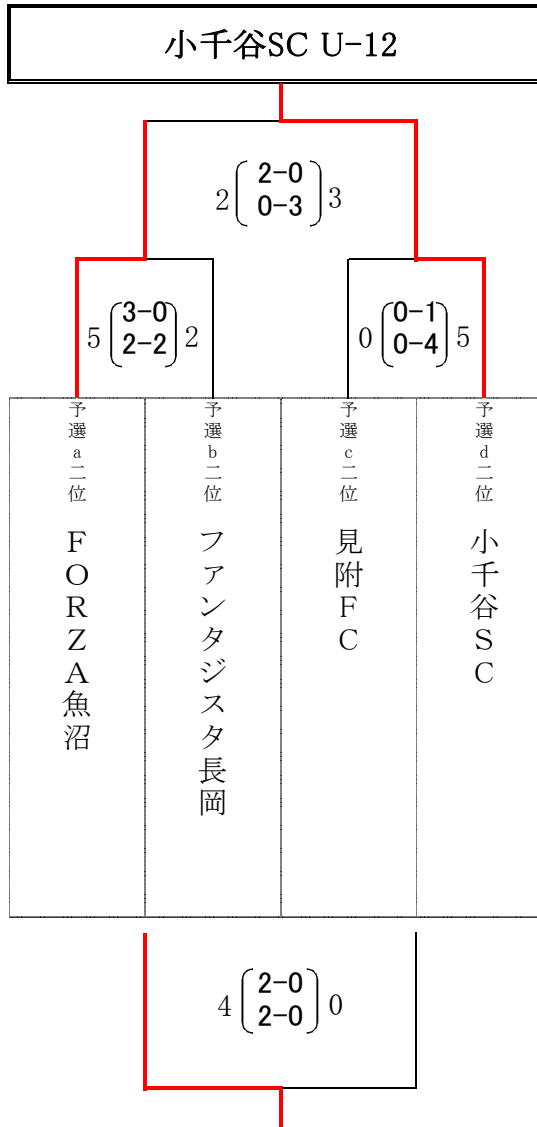 小千谷SC U-12
2 2-0 3
0-3
5 3-0 2
2-2
0 0-1 5
0-4
予選a二位 FORZA魚沼
予選b二位 ファンタジスタ長岡
予選c二位 見附FC
予選d二位 小千谷SC
4 2-0 0
2-0